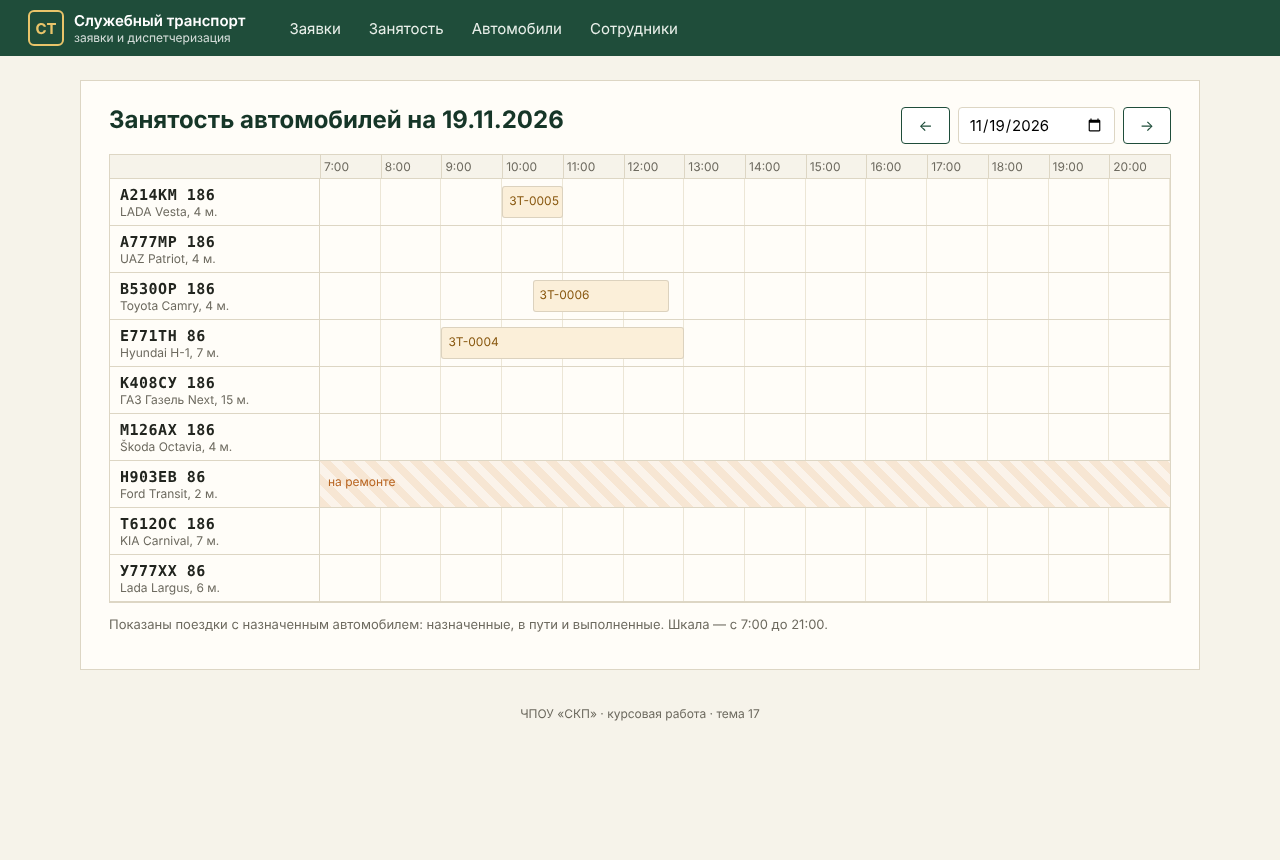 СТ
Служебный транспорт
заявки и диспетчеризация
Заявки Занятость Автомобили Сотрудники
Занятость автомобилей на 19.11.2026
← 11/19/2026 →
7:00 8:00 9:00 10:00 11:00 12:00 13:00 14:00 15:00 16:00 17:00 18:00 19:00 20:00
А214КМ 186
LADA Vesta, 4 м.
ЗТ-0005
А777МР 186
UAZ Patriot, 4 м.
В530ОР 186
Toyota Camry, 4 м.
ЗТ-0006
Е771ТН 86
Hyundai H-1, 7 м.
ЗТ-0004
К408СУ 186
ГАЗ Газель Next, 15 м.
М126АХ 186
Škoda Octavia, 4 м.
Н903ЕВ 86
Ford Transit, 2 м.
на ремонте
Т612ОС 186
KIA Carnival, 7 м.
У777ХХ 86
Lada Largus, 6 м.
Показаны поездки с назначенным автомобилем: назначенные, в пути и выполненные. Шкала — с 7:00 до 21:00.
ЧПОУ «СКП» · курсовая работа · тема 17